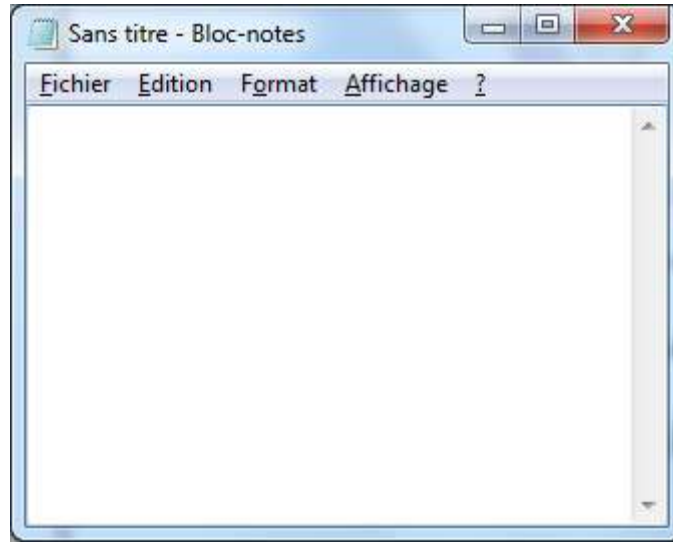 Sans titre - Bloc-notes
Fichier Edition Format Affichage ?